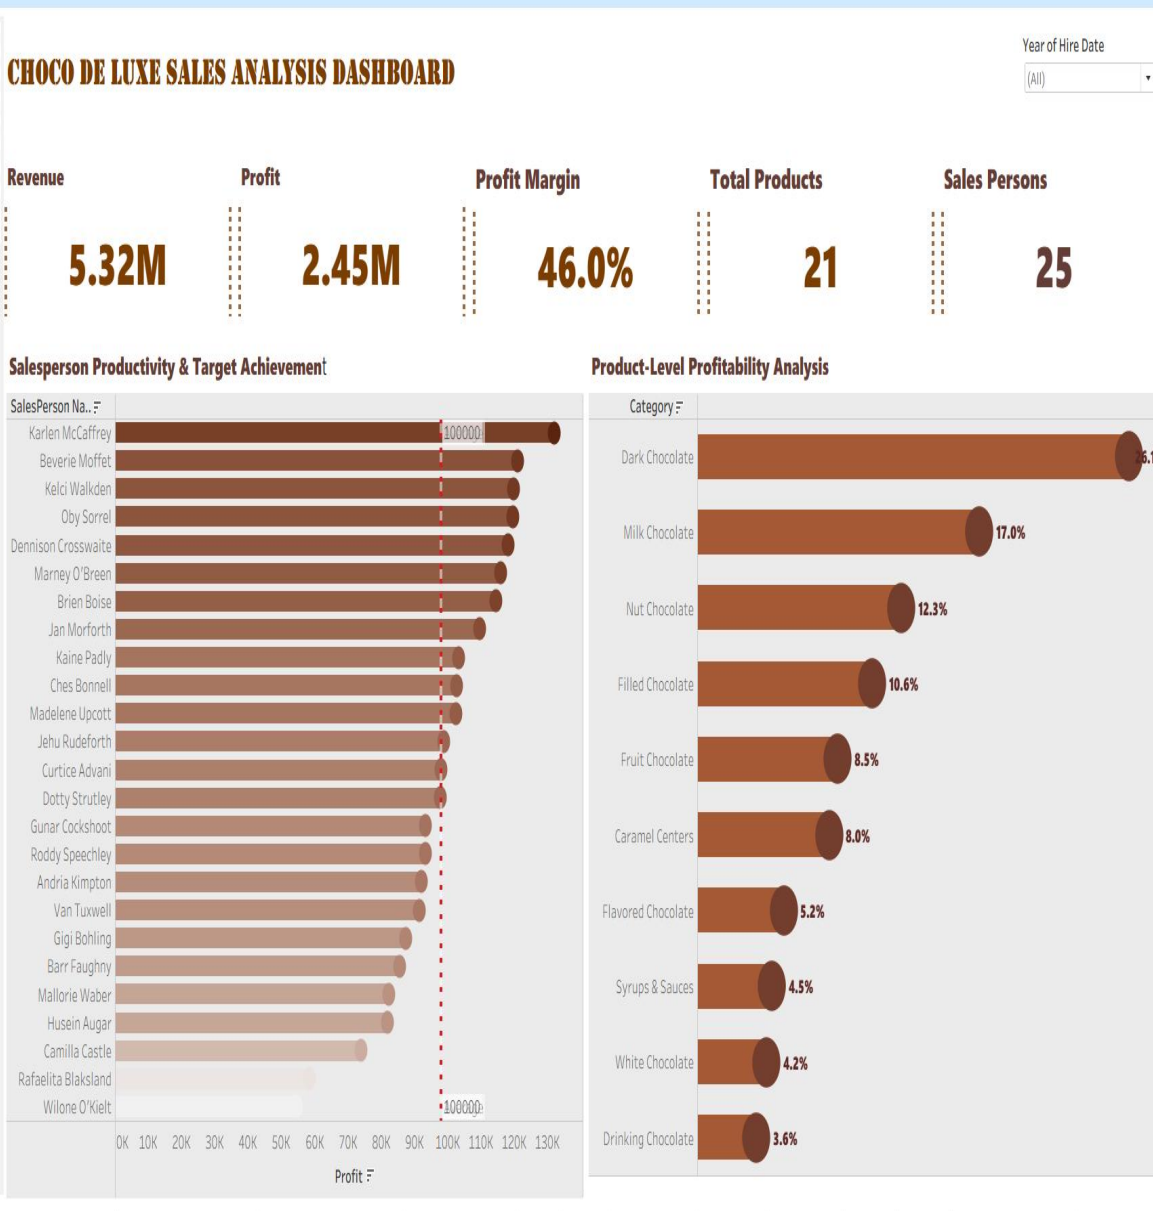 Year of Hire Date
CHOCO DE LUXE SALES ANALYSIS DASHBOARD
(All)
Revenue
Profit
Profit Margin
Total Products
Sales Persons
5.32M
2.45M
46.0%
21
25
Salesperson Productivity & Target Achievement
Product-Level Profitability Analysis
SalesPerson Na..
Karlen McCaffrey
100000
Beverie Moffet
Kelci Walkden
Oby Sorrel
Dennison Crosswaite
Marney O'Breen
Brien Boise
Jan Morforth
Kaine Padly
Ches Bonnell
Madelene Upcott
Jehu Rudeforth
Curtice Advani
Dotty Strutley
Gunar Cockshoot
Roddy Speechley
Andria Kimpton
Van Tuxwell
Gigi Bohling
Barr Faughny
Mallorie Waber
Husein Augar
Camilla Castle
Rafaelita Blaksland
Wilone O'Kielt
100000
0K 10K 20K 30K 40K 50K 60K 70K 80K 90K 100K 110K 120K 130K
Profit
Category
Dark Chocolate
Milk Chocolate 17.0%
Nut Chocolate 12.3%
Filled Chocolate 10.6%
Fruit Chocolate 8.5%
Caramel Centers 8.0%
Flavored Chocolate 5.2%
Syrups & Sauces 4.5%
White Chocolate 4.2%
Drinking Chocolate 3.6%